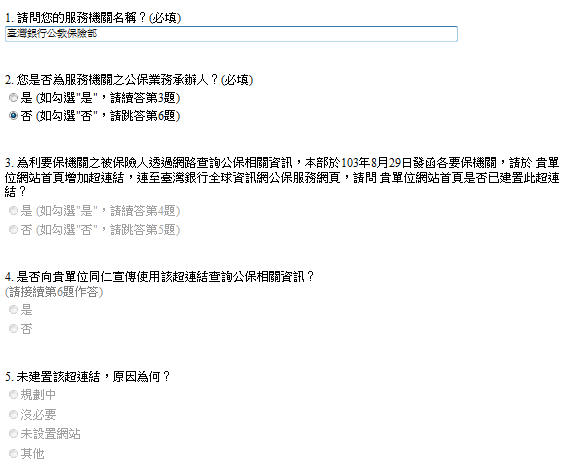 1. 請問您的服務機關名稱？(必填)
臺灣銀行公教保險部
2. 您是否為服務機關之公保業務承辦人？(必填)
是 (如勾選"是"，請續答第3題)
否 (如勾選"否"，請跳答第6題)
3. 為利要保機關之被保險人透過網路查詢公保相關資訊，本部於103年8月29日發函各要保機關，請於 貴單
位網站首頁增加超連結，連至臺灣銀行全球資訊網公保服務網頁，請問 貴單位網站首頁是否已建置此超連
結？
是 (如勾選"是"，請續答第4題)
否 (如勾選"否"，請跳答第5題)
4. 是否向貴單位同仁宣傳使用該超連結查詢公保相關資訊？
(請接續第6題作答)
是
否
5. 未建置該超連結，原因為何？
規劃中
沒必要
未設置網站
其他